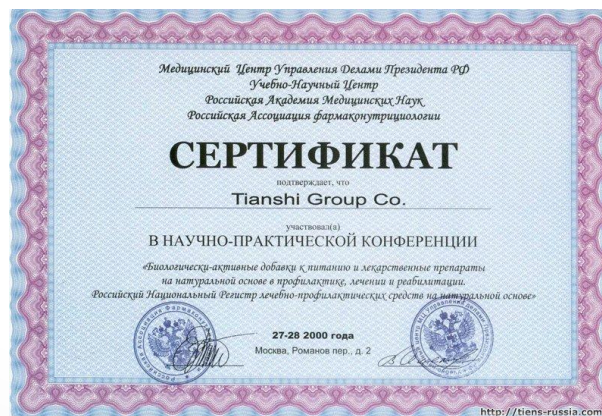 Медицинский Центр Управления Делами Президента РФ
Учебно-Научный Центр
Российская Академия Медицинских Наук
Российская Ассоциация фармаконутрициологии
СЕРТИФИКАТ
подтверждает, что
Tianshi Group Co.
участвовал(а)
В НАУЧНО-ПРАКТИЧЕСКОЙ КОНФЕРЕНЦИИ
«Биологически-активные добавки к питанию и лекарственные препараты
на натуральной основе в профилактике, лечении и реабилитации.
Российский Национальный Регистр лечебно-профилактических средств на натуральной основе»
27-28 2000 года
Москва, Романов пер., д. 2
http://tiens-russia.com